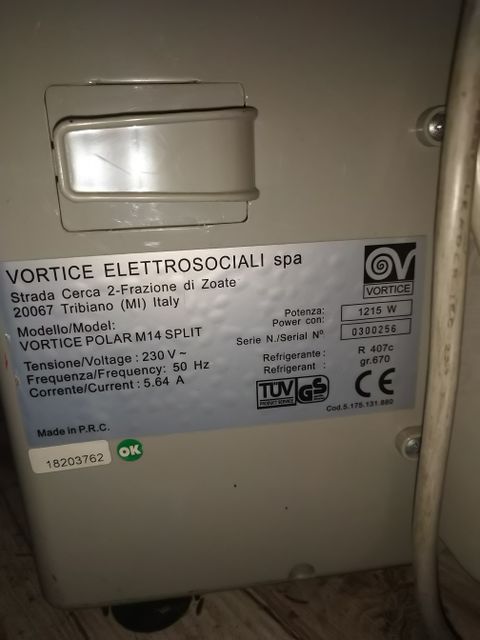 VORTICE ELETTROSOCIALI spa
Strada Cerca 2-Frazione di Zoate
20067 Tribiano (MI) Italy
VORTICE
Modello/Model:
VORTICE POLAR M14 SPLIT
Potenza:
Power con:
1215 W
Serie N./Serial Nº
0300256
Tensione/Voltage : 230 V ~
Frequenza/Frequency: 50 Hz
Corrente/Current : 5.64 A
Refrigerante :
Refrigerant :
R 407c
gr.670
TÜV
PRODUCT SERVICE
GS
CE
Cod.5.175.131.880
Made in P.R.C.
18203762
OK